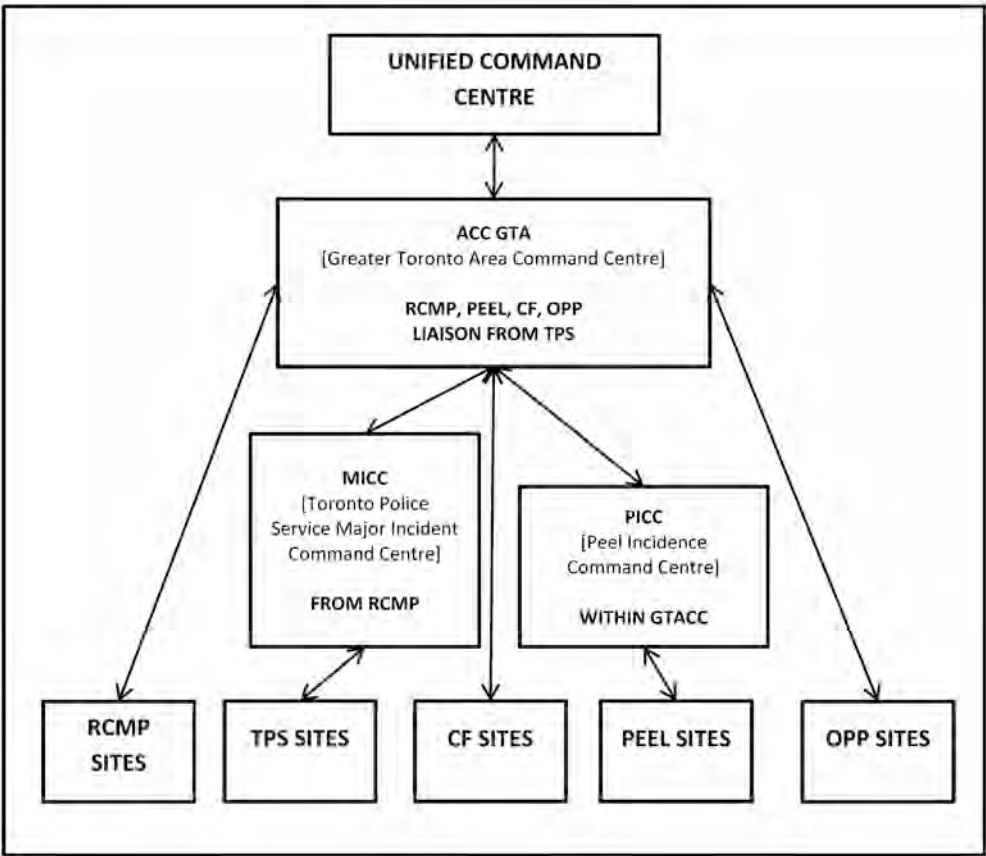 UNIFIED COMMAND
CENTRE
ACC GTA
[Greater Toronto Area Command Centre]
RCMP, PEEL, CF, OPP
LIAISON FROM TPS
MICC
[Toronto Police
Service Major Incident
Command Centre]
FROM RCMP
PICC
[Peel Incidence
Command Centre]
WITHIN GTACC
RCMP
SITES
TPS SITES
CF SITES
PEEL SITES
OPP SITES